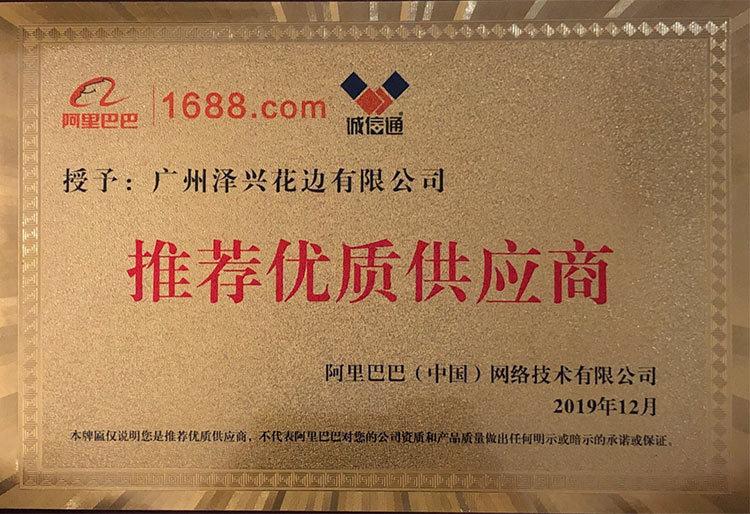 阿里巴巴 1688.com 诚信通
授予：广州泽兴花边有限公司
推荐优质供应商
阿里巴巴（中国）网络技术有限公司
2019年12月
本牌匾仅说明您是推荐优质供应商，不代表阿里巴巴对您的公司资质和产品质量做出任何明示或暗示的承诺或保证。